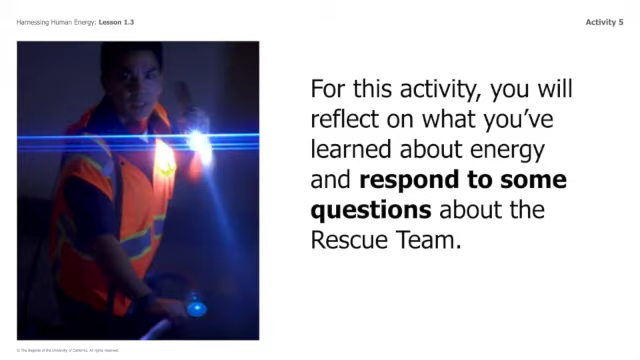 Harnessing Human Energy: Lesson 1.3
Activity 5
For this activity, you will
reflect on what you’ve
learned about energy
and respond to some
questions about the
Rescue Team.
© The Regents of the University of California. All rights reserved.